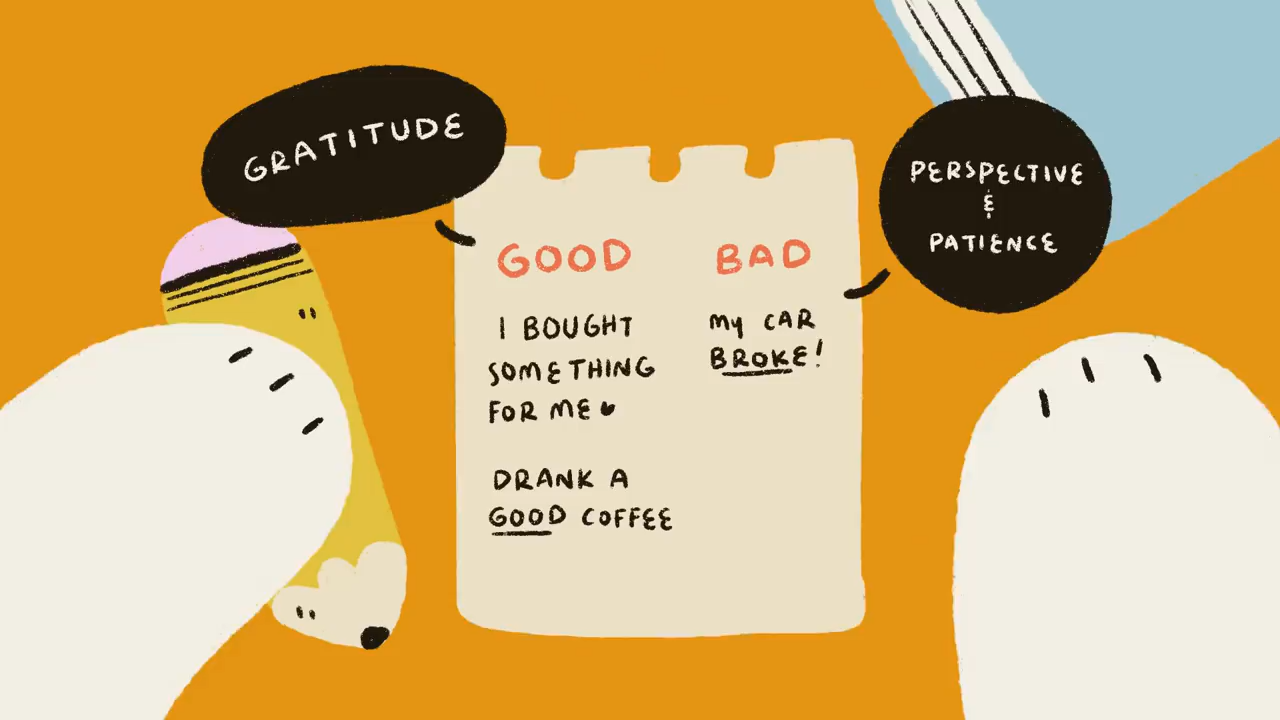 GRATITUDE
PERSPECTIVE
&
PATIENCE
GOOD
I BOUGHT
SOMETHING
FOR ME
DRANK A
GOOD COFFEE
BAD
My CAR
BROKE!